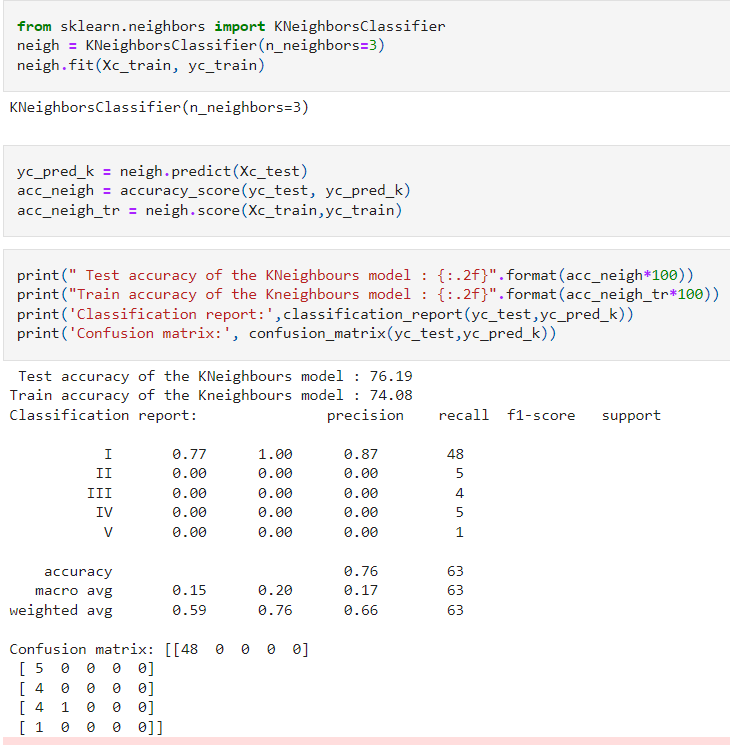 from sklearn.neighbors import KNeighborsClassifier
neigh = KNeighborsClassifier(n_neighbors=3)
neigh.fit(Xc_train, yc_train)
KNeighborsClassifier(n_neighbors=3)
yc_pred_k = neigh.predict(Xc_test)
acc_neigh = accuracy_score(yc_test, yc_pred_k)
acc_neigh_tr = neigh.score(Xc_train,yc_train)
print(" Test accuracy of the KNeighbours model : {:.2f}".format(acc_neigh*100))
print("Train accuracy of the Kneighbours model : {:.2f}".format(acc_neigh_tr*100))
print('Classification report:',classification_report(yc_test,yc_pred_k))
print('Confusion matrix:', confusion_matrix(yc_test,yc_pred_k))
 Test accuracy of the KNeighbours model : 76.19
Train accuracy of the Kneighbours model : 74.08
Classification report:               precision    recall  f1-score   support
           I       0.77      1.00      0.87        48
          II       0.00      0.00      0.00         5
         III       0.00      0.00      0.00         4
          IV       0.00      0.00      0.00         5
           V       0.00      0.00      0.00         1
    accuracy                           0.76        63
   macro avg       0.15      0.20      0.17        63
weighted avg       0.59      0.76      0.66        63
Confusion matrix: [[48  0  0  0  0]
 [ 5  0  0  0  0]
 [ 4  0  0  0  0]
 [ 4  1  0  0  0]
 [ 1  0  0  0  0]]